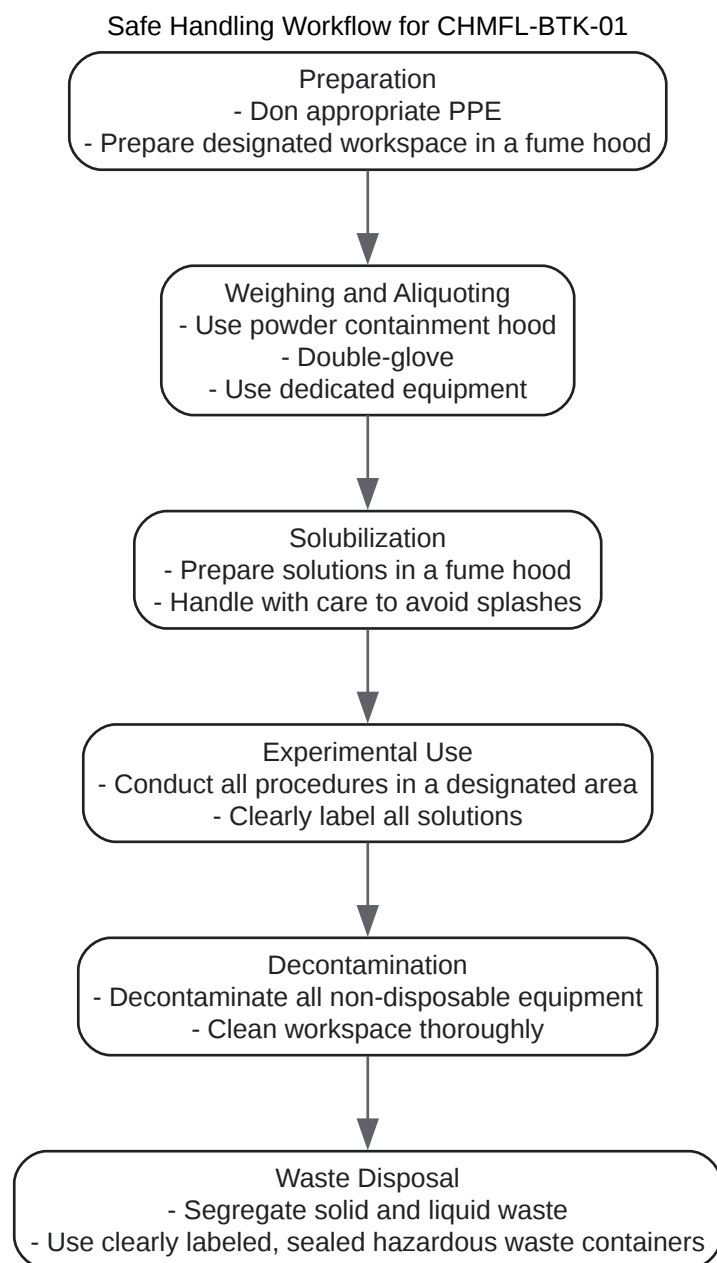 Safe Handling Workflow for CHMFL-BTK-01
Preparation
- Don appropriate PPE
- Prepare designated workspace in a fume hood
Weighing and Aliquoting
- Use powder containment hood
- Double-glove
- Use dedicated equipment
Solubilization
- Prepare solutions in a fume hood
- Handle with care to avoid splashes
Experimental Use
- Conduct all procedures in a designated area
- Clearly label all solutions
Decontamination
- Decontaminate all non-disposable equipment
- Clean workspace thoroughly
Waste Disposal
- Segregate solid and liquid waste
- Use clearly labeled, sealed hazardous waste containers